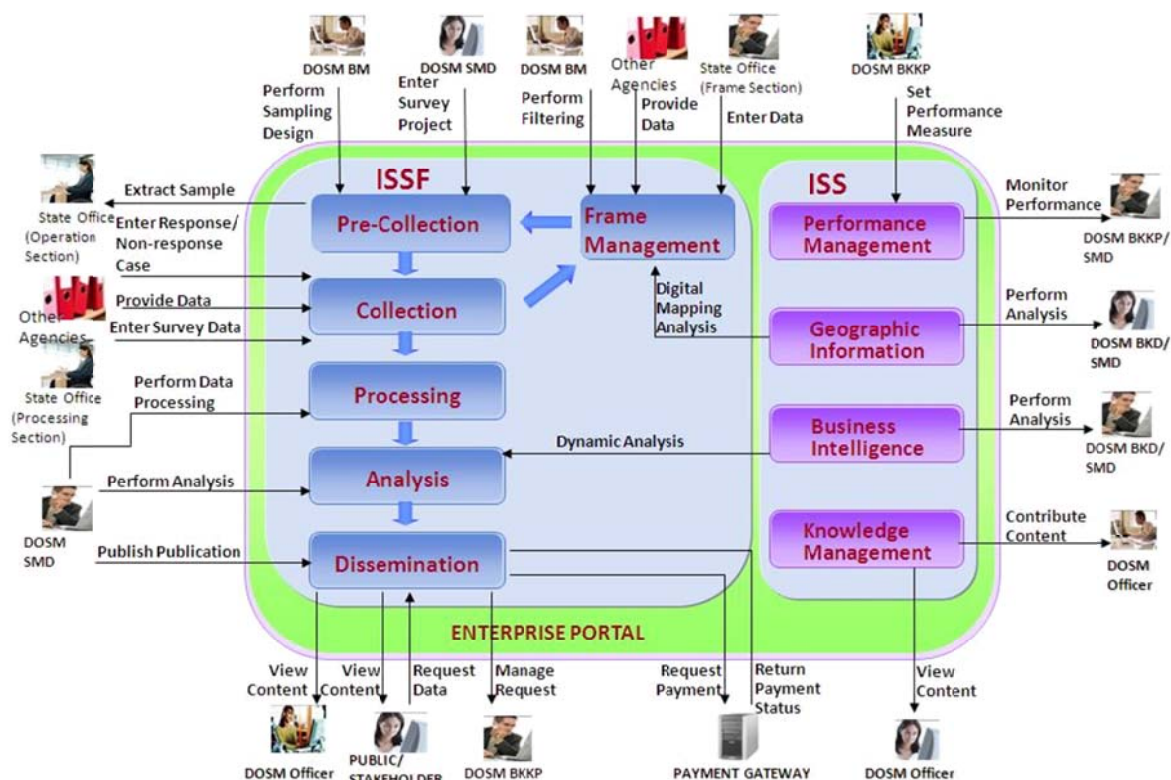 DOSM BM
DOSM SMD
DOSM BM
Other
Agencies
State Office
(Frame Section)
DOSM BKKP
Perform
Sampling
Design
Enter
Survey
Project
Perform
Filtering
Provide
Data
Enter Data
Set
Performance
Measure
ISSF
ISS
Extract Sample
State Office
(Operation
Section)
Enter Response/
Non-response
Case
Other
Agencies
Provide Data
Enter Survey Data
State Office
(Processing
Section)
Perform Data
Processing
Perform Analysis
DOSM
SMD
Publish Publication
Pre-Collection
Frame
Management
Collection
Processing
Analysis
Dissemination
Digital
Mapping
Analysis
Dynamic Analysis
Performance
Management
Geographic
Information
Business
Intelligence
Knowledge
Management
Monitor
Performance
DOSM BKKP/
SMD
Perform
Analysis
DOSM BKD/
SMD
Perform
Analysis
DOSM BKD/
SMD
Contribute
Content
DOSM
Officer
ENTERPRISE PORTAL
View
Content
View
Content
Request
Data
Manage
Request
Request
Payment
Return
Payment
Status
View
Content
DOSM Officer
PUBLIC/
STAKEHOLDER
DOSM BKKP
PAYMENT GATEWAY
DOSM Officer